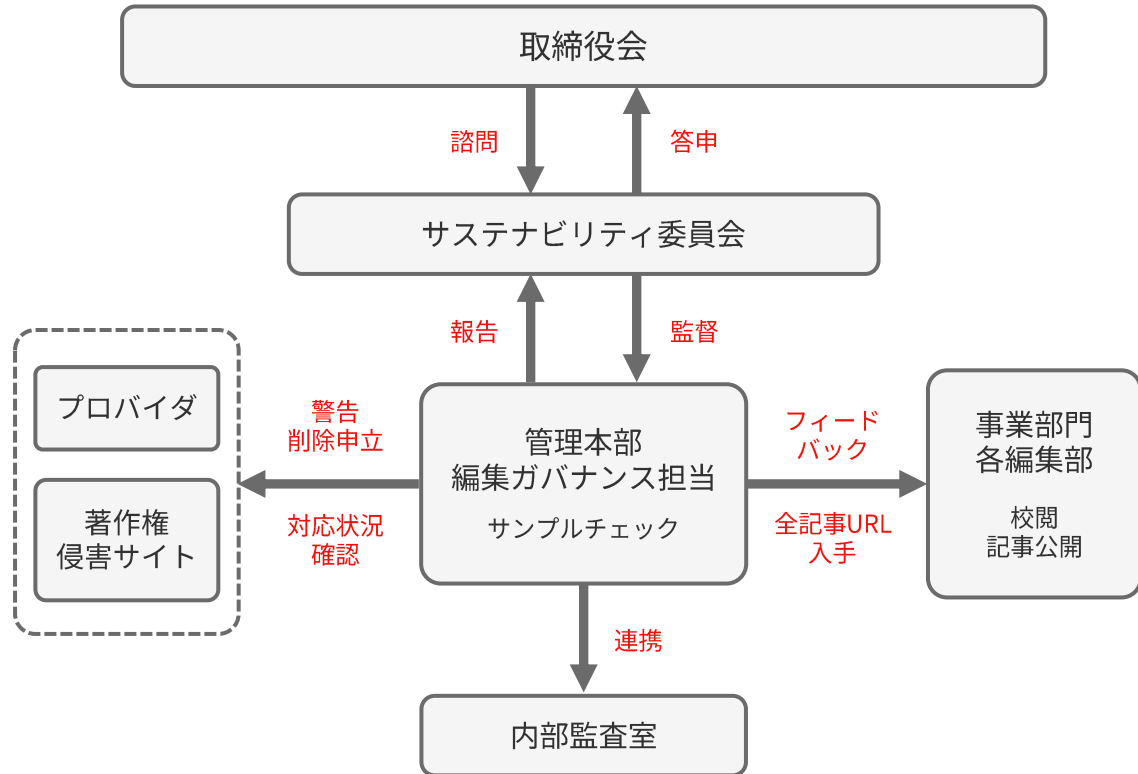 取締役会
諮問
答申
サステナビリティ委員会
報告
監督
プロバイダ
著作権
侵害サイト
警告
削除申立
対応状況
確認
管理本部
編集ガバナンス担当
サンプルチェック
フィード
バック
全記事URL
入手
事業部門
各編集部
校閲
記事公開
連携
内部監査室